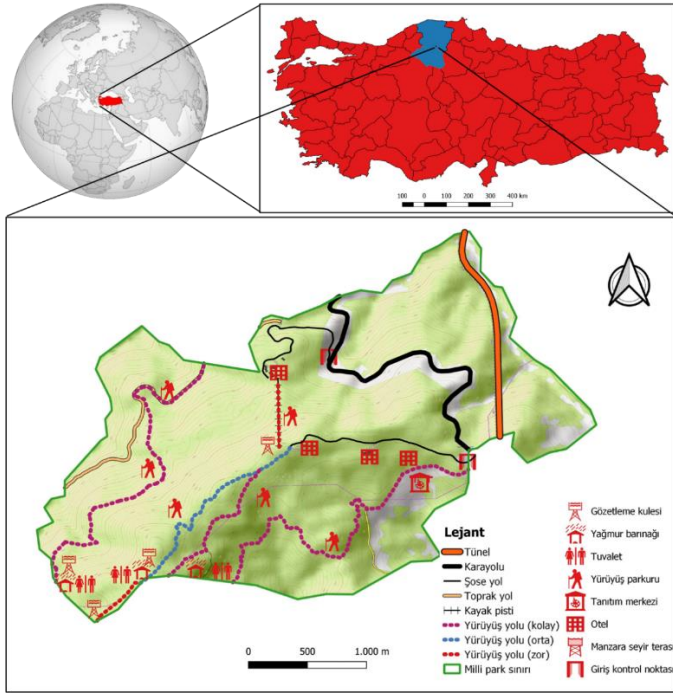 100 0 100 200 300 400 km
Lejant
Tünel
Karayolu
Şose yol
Toprak yol
Kayak pisti
Yürüyüş yolu (kolay)
Yürüyüş yolu (orta)
Yürüyüş yolu (zor)
Milli park sınırı
Gözetleme kulesi
Yağmur barınağı
Tuvalet
Yürüyüş parkuru
Tanıtım merkezi
Otel
Manzara seyir terası
Giriş kontrol noktası
0 500 1.000 m